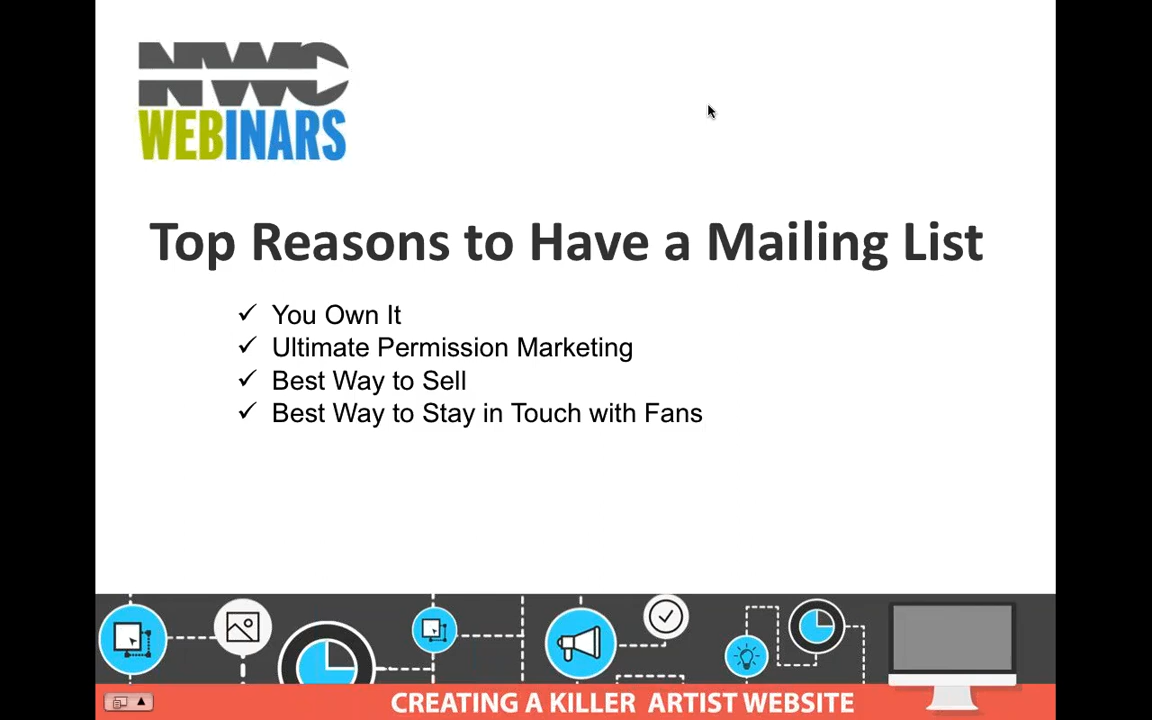 NWC
WEBINARS
Top Reasons to Have a Mailing List
✓ You Own It
✓ Ultimate Permission Marketing
✓ Best Way to Sell
✓ Best Way to Stay in Touch with Fans
CREATING A KILLER ARTIST WEBSITE